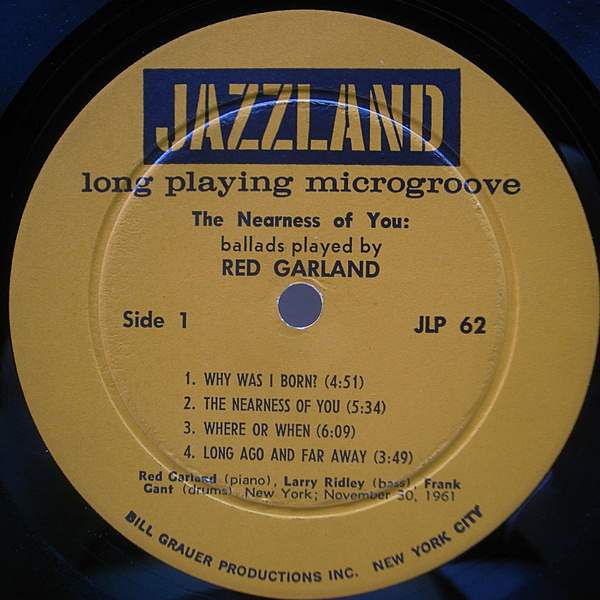 JAZZLAND
long playing microgroove
The Nearness of You:
ballads played by
RED GARLAND
Side 1
JLP 62
1. WHY WAS I BORN? (4:51)
2. THE NEARNESS OF YOU (5:34)
3. WHERE OR WHEN (6:09)
4. LONG AGO AND FAR AWAY (3:49)
Red Garland (piano), Larry Ridley (bass), Frank
Gant (drums). New York; November 30, 1961
BILL GRAUER PRODUCTIONS INC. NEW YORK CITY